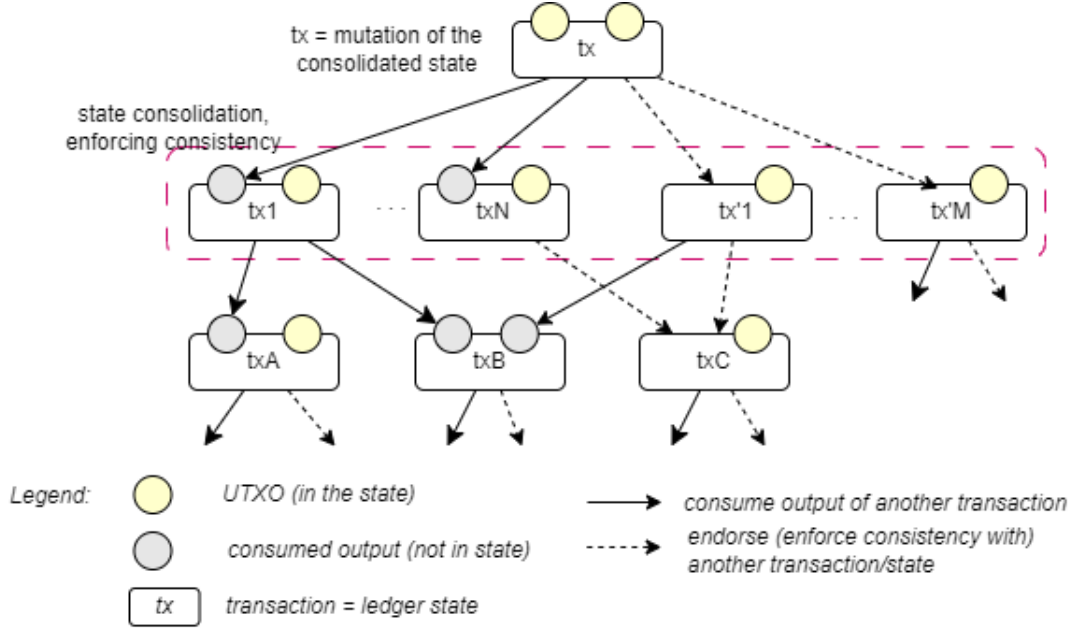 tx = mutation of the
consolidated state
tx
state consolidation,
enforcing consistency
tx1
. . .
txN
tx'1
. . .
tx'M
txA
txB
txC
Legend:
UTXO (in the state)
consume output of another transaction
consumed output (not in state)
endorse (enforce consistency with)
another transaction/state
tx
transaction = ledger state